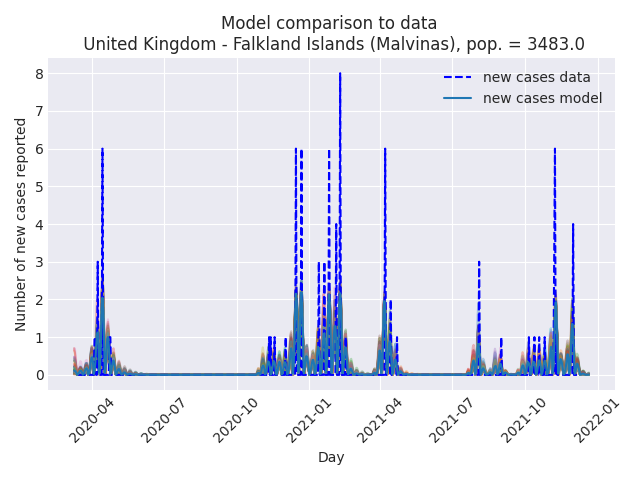 Model comparison to data
United Kingdom - Falkland Islands (Malvinas), pop. = 3483.0
new cases data
new cases model
Number of new cases reported
8
7
6
5
4
3
2
1
0
2020-04
2020-07
2020-10
2021-01
2021-04
2021-07
2021-10
2022-01
Day